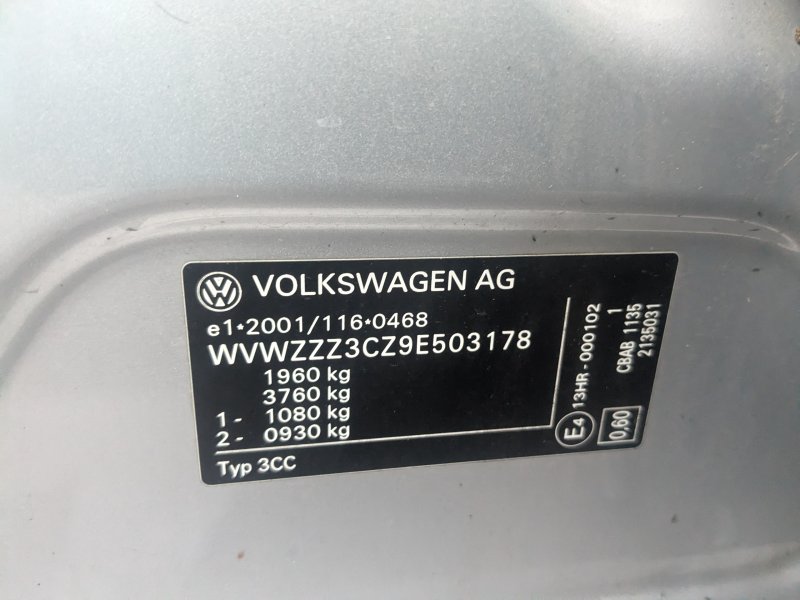 VOLKSWAGEN AG
e1*2001/116*0468
WVWZZZ3CZ9E503178
1960 kg
3760 kg
1 - 1080 kg
2 - 0930 kg
Typ 3CC
E4
13HR - 000102
0,60
CBAB 1135
1
2135031